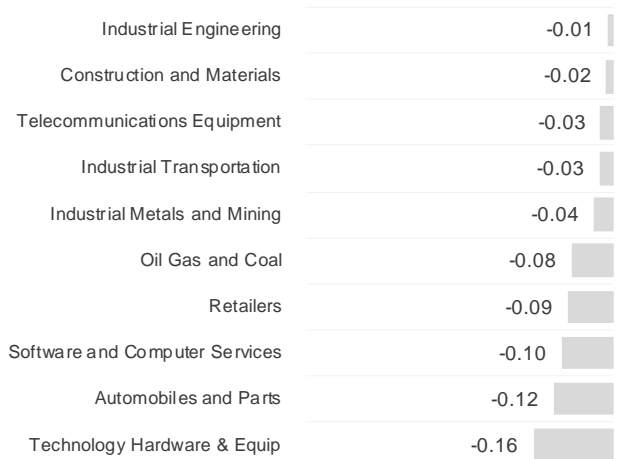 Industrial Engineering -0.01
Construction and Materials -0.02
Telecommunications Equipment -0.03
Industrial Transportation -0.03
Industrial Metals and Mining -0.04
Oil Gas and Coal -0.08
Retailers -0.09
Software and Computer Services -0.10
Automobiles and Parts -0.12
Technology Hardware & Equip -0.16